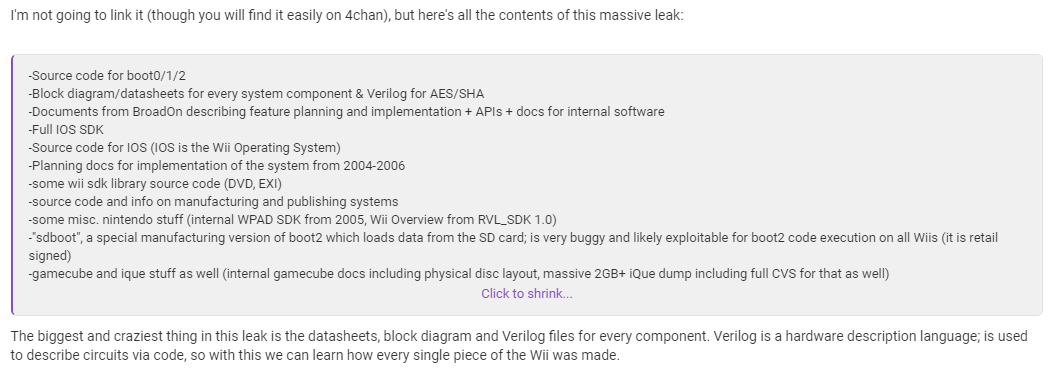 I'm not going to link it (though you will find it easily on 4chan), but here's all the contents of this massive leak:
-Source code for boot0/1/2
-Block diagram/datasheets for every system component & Verilog for AES/SHA
-Documents from BroadOn describing feature planning and implementation + APIs + docs for internal software
-Full IOS SDK
-Source code for IOS (IOS is the Wii Operating System)
-Planning docs for implementation of the system from 2004-2006
-some wii sdk library source code (DVD, EXI)
-source code and info on manufacturing and publishing systems
-some misc. nintendo stuff (internal WPAD SDK from 2005, Wii Overview from RVL_SDK 1.0)
-"sdboot", a special manufacturing version of boot2 which loads data from the SD card; is very buggy and likely exploitable for boot2 code execution on all Wiis (it is retail
signed)
-gamecube and ique stuff as well (internal gamecube docs including physical disc layout, massive 2GB+ iQue dump including full CVS for that as well)
Click to shrink...
The biggest and craziest thing in this leak is the datasheets, block diagram and Verilog files for every component. Verilog is a hardware description language; is used
to describe circuits via code, so with this we can learn how every single piece of the Wii was made.